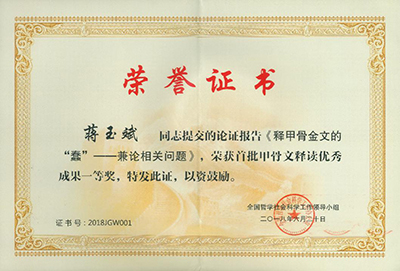 荣誉证书
蒋玉斌 同志提交的论证报告《释甲骨金文的
“蠢”——兼论相关问题》，荣获首批甲骨文释读优秀
成果一等奖，特发此证，以资鼓励。
全国哲学社会科学工作领导小组
二〇一八年六月二十日
证书号：2018JGW001